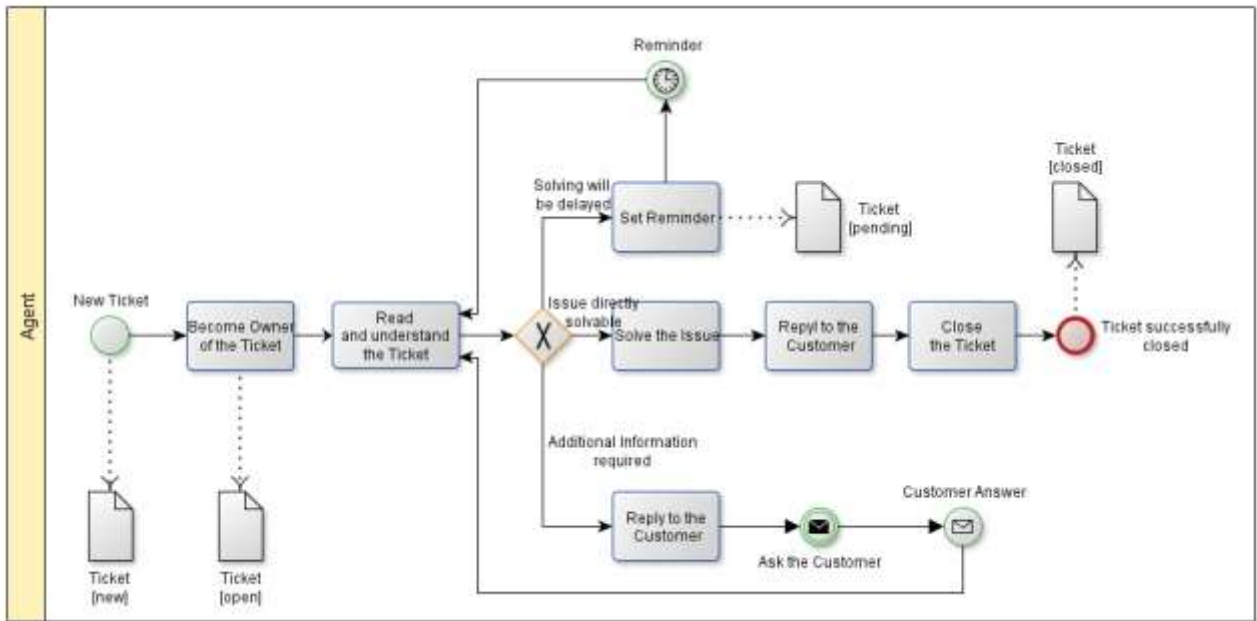 Agent
Reminder
Ticket
[closed]
Solving will
be delayed
Set Reminder
Ticket
[pending]
New Ticket
Become Owner
of the Ticket
Read
and understand
the Ticket
X
Issue directly
solvable
Solve the Issue
Repyl to the
Customer
Close
the Ticket
Ticket successfully
closed
Additional Information
required
Reply to the
Customer
Ask the Customer
Customer Answer
Ticket
[new]
Ticket
[open]